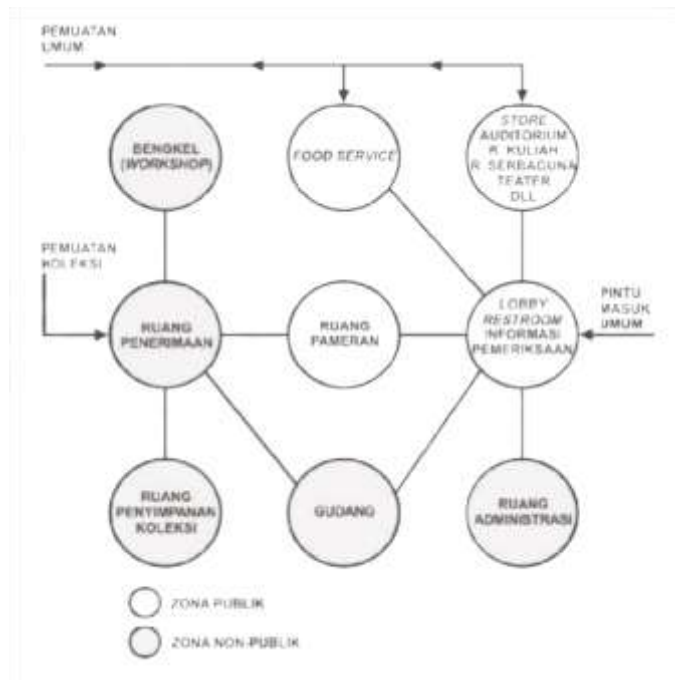 PEMUATAN
UMUM
BENGKEL
(WORKSHOP)
FOOD SERVICE
STORE
AUDITORIUM
R. KULIAH
R. SERBAGUNA
TEATER
DLL
PEMUATAN
KOLEKSI
RUANG
PENERIMAAN
RUANG
PAMERAN
LOBBY
RESTROOM
INFORMASI
PEMERIKSAAN
PINTU
MASUK
UMUM
RUANG
PENYIMPANAN
KOLEKSI
GUDANG
RUANG
ADMINISTRASI
ZONA PUBLIK
ZONA NON-PUBLIK